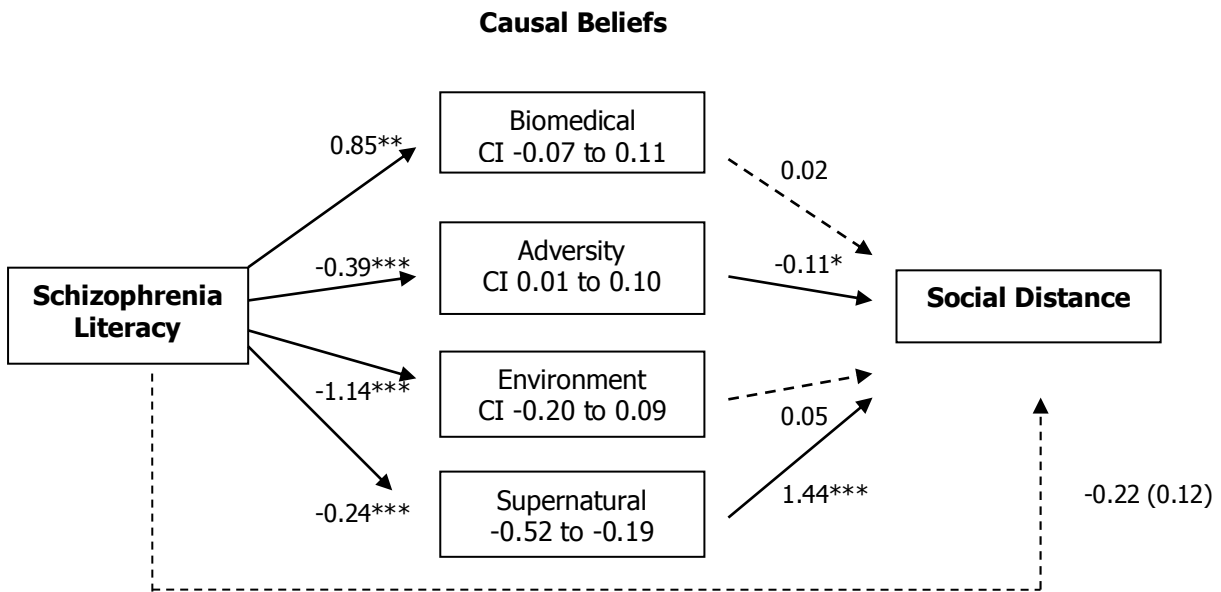 Causal Beliefs
Biomedical
CI -0.07 to 0.11
0.85**
0.02
Adversity
CI 0.01 to 0.10
-0.39***
-0.11*
Schizophrenia
Literacy
Social Distance
Environment
CI -0.20 to 0.09
-1.14***
0.05
Supernatural
-0.52 to -0.19
-0.24***
1.44***
-0.22 (0.12)